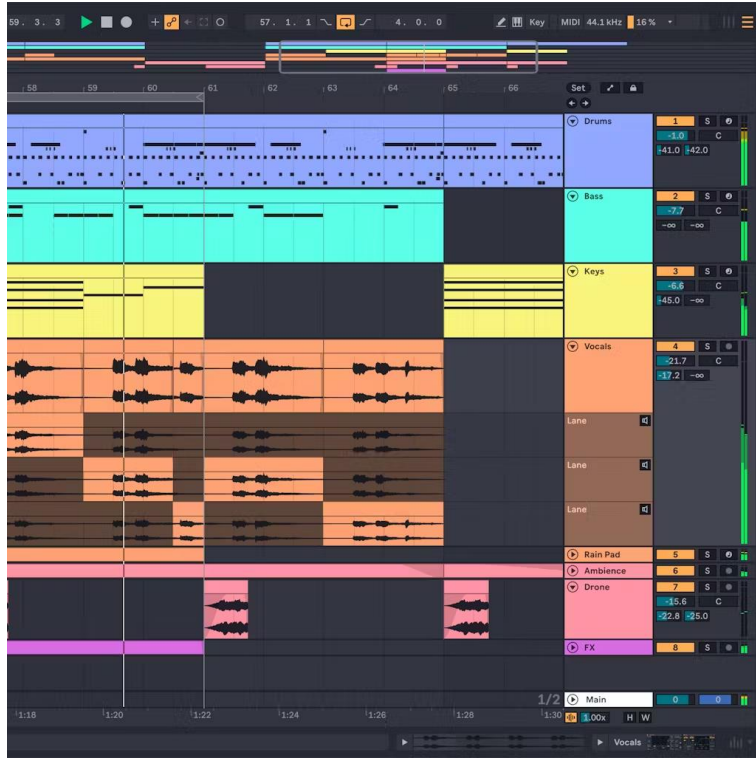 59. 3. 3 57. 1. 1 4. 0. 0 Key MIDI 44.1 kHz 16 %
58 59 60 61 62 63 64 65 66 Set
Drums 1 S
-1.0 C
-41.0 -42.0
Bass 2 S
-7.7 C
-∞ -∞
Keys 3 S
-6.6 C
-45.0 -∞
Vocals 4 S
-21.7 C
-17.2 -∞
Lane
Lane
Lane
Rain Pad 5 S
Ambience 6 S
Drone 7 S
-15.6 C
-22.8 -25.0
FX 8 S
1/2 Main 0 0
1:18 1:20 1:22 1:24 1:26 1:28 1:30 1.00x H W
Vocals